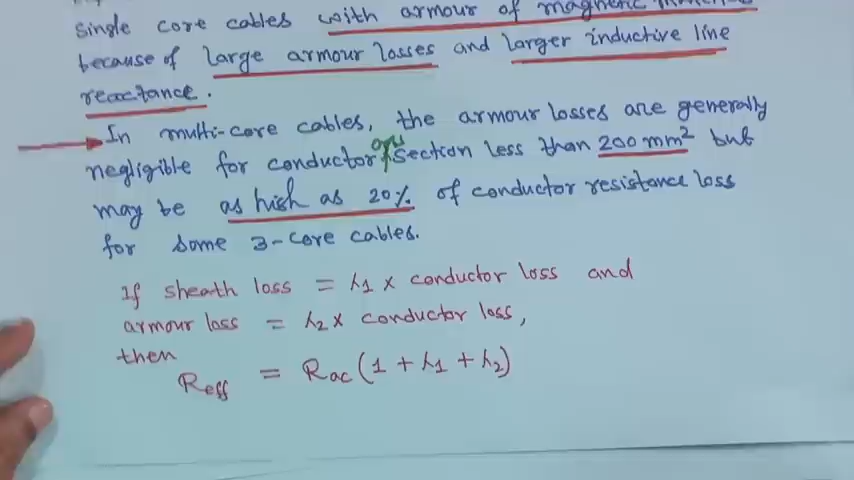 single core cables with armour of magnetic
because of large armour losses and larger inductive line
reactance.
In multi-core cables, the armour losses are generally
negligible for conductor section less than 200 mm² but
may be as high as 20% of conductor resistance loss
for some 3-core cables.
If sheath loss = λ1 × conductor loss and
armour loss = λ2 × conductor loss,
then
Reff = Rac (1 + λ1 + λ2)